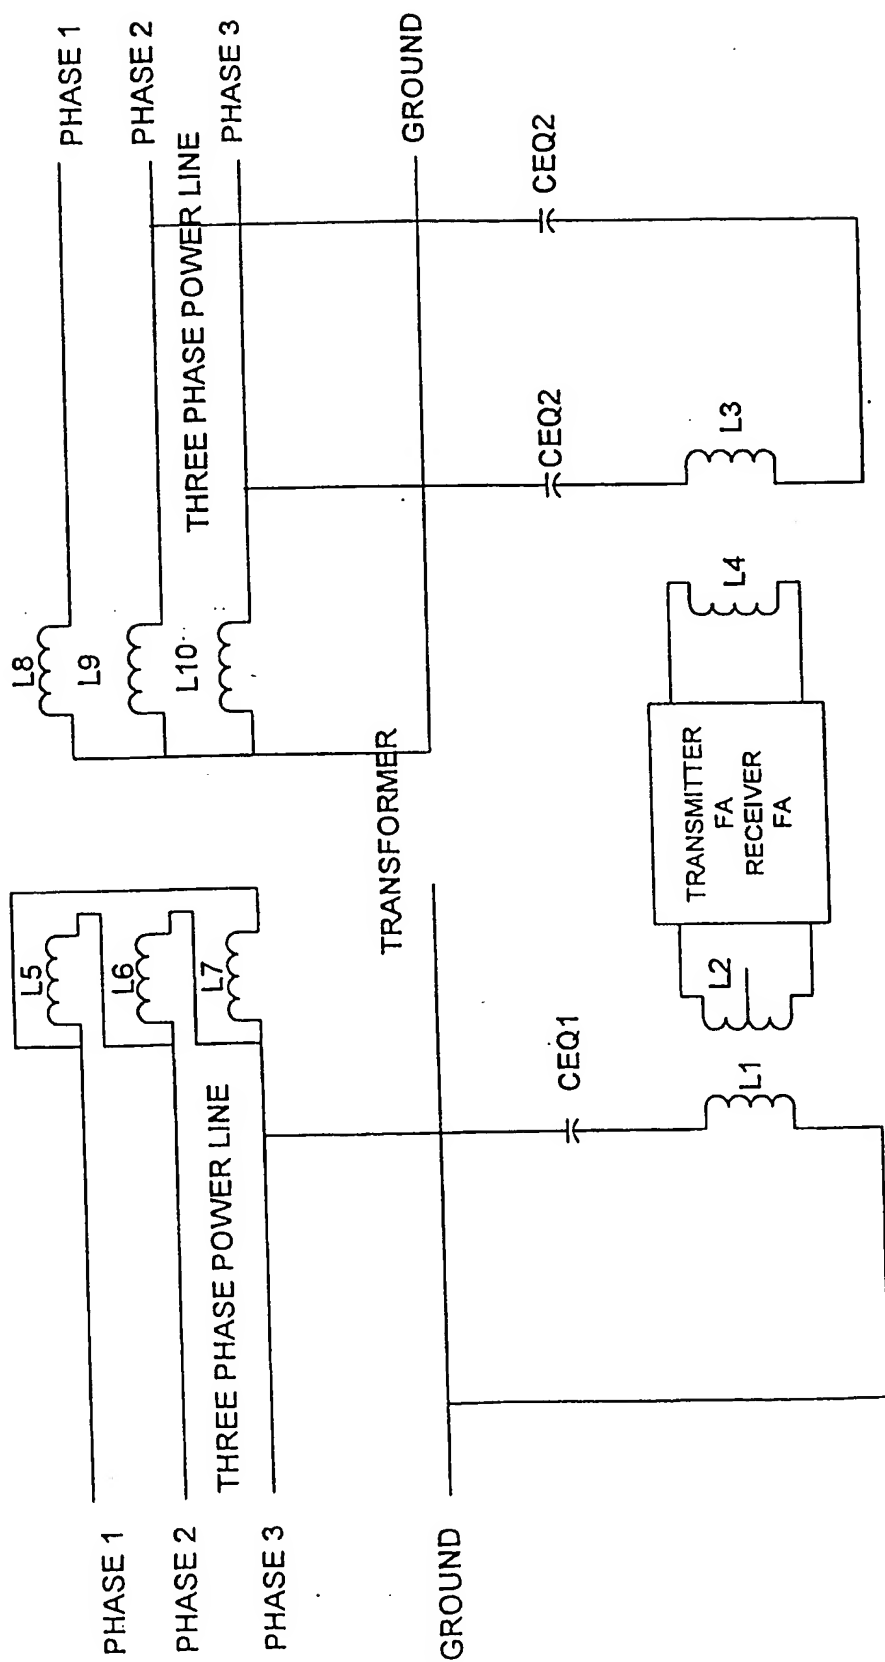 PHASE 1
PHASE 2
THREE PHASE POWER LINE
PHASE 3
GROUND
L5
L6
L7
TRANSFORMER
L8
L9
L10
PHASE 1
PHASE 2
THREE PHASE POWER LINE
PHASE 3
GROUND
CEQ1
CEQ2
CEQ2
L1
L2
TRANSMITTER
FA
RECEIVER
FA
L4
L3